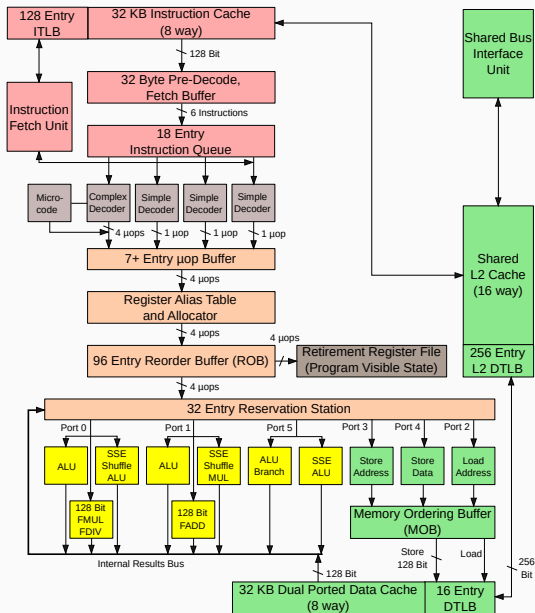 128 Entry
ITLB
32 KB Instruction Cache
(8 way)
Shared Bus
Interface
Unit
128 Bit
32 Byte Pre-Decode,
Fetch Buffer
Instruction
Fetch Unit
6 Instructions
18 Entry
Instruction Queue
Micro-
code
Complex
Decoder
Simple
Decoder
Simple
Decoder
Simple
Decoder
4 µops
1 µop
1 µop
1 µop
Shared
L2 Cache
(16 way)
7+ Entry µop Buffer
4 µops
Register Alias Table
and Allocator
4 µops
4 µops
96 Entry Reorder Buffer (ROB)
Retirement Register File
(Program Visible State)
256 Entry
L2 DTLB
4 µops
32 Entry Reservation Station
Port 0
Port 1
Port 5
Port 3
Port 4
Port 2
ALU
SSE
Shuffle
ALU
ALU
SSE
Shuffle
MUL
ALU
Branch
SSE
ALU
Store
Address
Store
Data
Load
Address
128 Bit
FMUL
FDIV
128 Bit
FADD
Memory Ordering Buffer
(MOB)
Internal Results Bus
Store
128 Bit
Load
256
Bit
128 Bit
32 KB Dual Ported Data Cache
(8 way)
16 Entry
DTLB